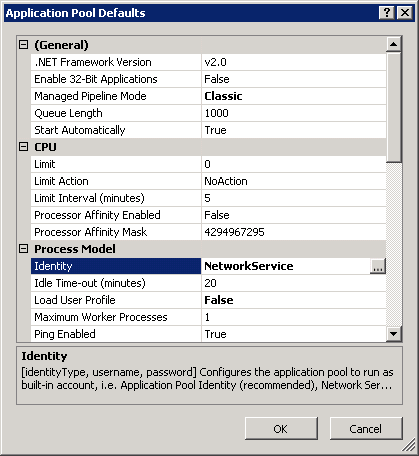 Application Pool Defaults
(General)
.NET Framework Version v2.0
Enable 32-Bit Applications False
Managed Pipeline Mode Classic
Queue Length 1000
Start Automatically True
CPU
Limit 0
Limit Action NoAction
Limit Interval (minutes) 5
Processor Affinity Enabled False
Processor Affinity Mask 4294967295
Process Model
Identity NetworkService ...
Idle Time-out (minutes) 20
Load User Profile False
Maximum Worker Processes 1
Ping Enabled True
Identity
[identityType, username, password] Configures the application pool to run as
built-in account, i.e. Application Pool Identity (recommended), Network Ser...
OK Cancel